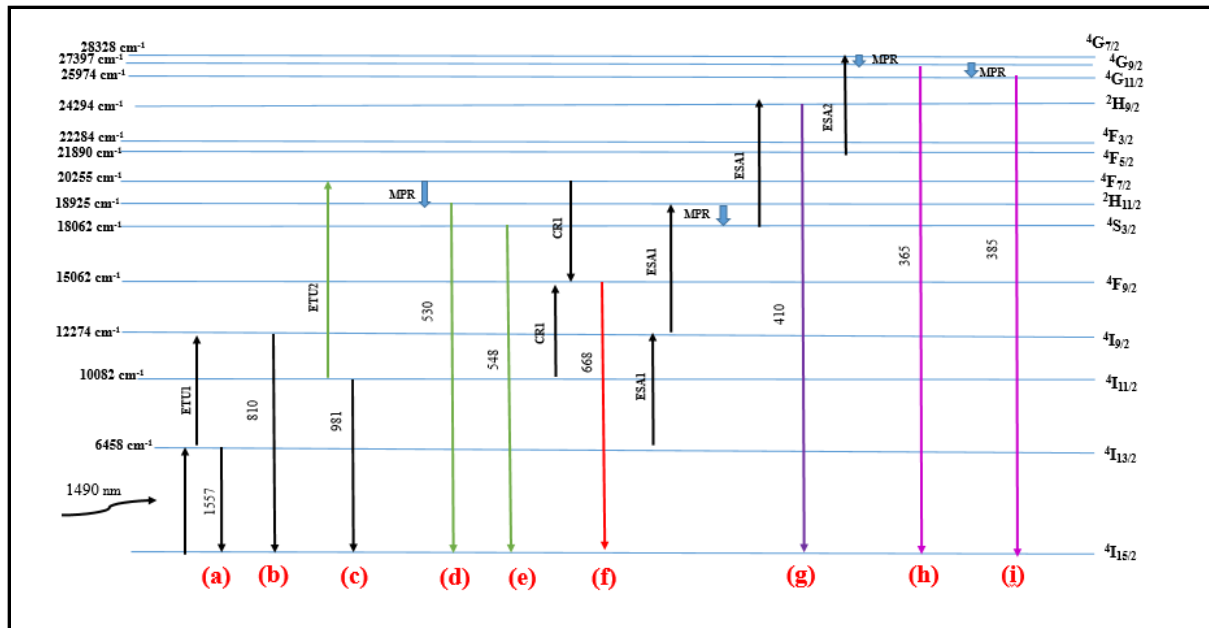 28328 cm⁻¹
⁴G₇/₂
27397 cm⁻¹
MPR
⁴G₉/₂
25974 cm⁻¹
MPR
⁴G₁₁/₂
24294 cm⁻¹
²H₉/₂
ESA2
22284 cm⁻¹
⁴F₃/₂
21890 cm⁻¹
⁴F₅/₂
ESA1
20255 cm⁻¹
⁴F₇/₂
MPR
18925 cm⁻¹
²H₁₁/₂
MPR
18062 cm⁻¹
⁴S₃/₂
CR1
ESA1
365
385
15062 cm⁻¹
⁴F₉/₂
ETU2
530
410
12274 cm⁻¹
⁴I₉/₂
548
CR1
668
10082 cm⁻¹
⁴I₁₁/₂
ETU1
810
981
ESA1
6458 cm⁻¹
⁴I₁₃/₂
1490 nm
1557
⁴I₁₅/₂
(a) (b) (c) (d) (e) (f) (g) (h) (i)